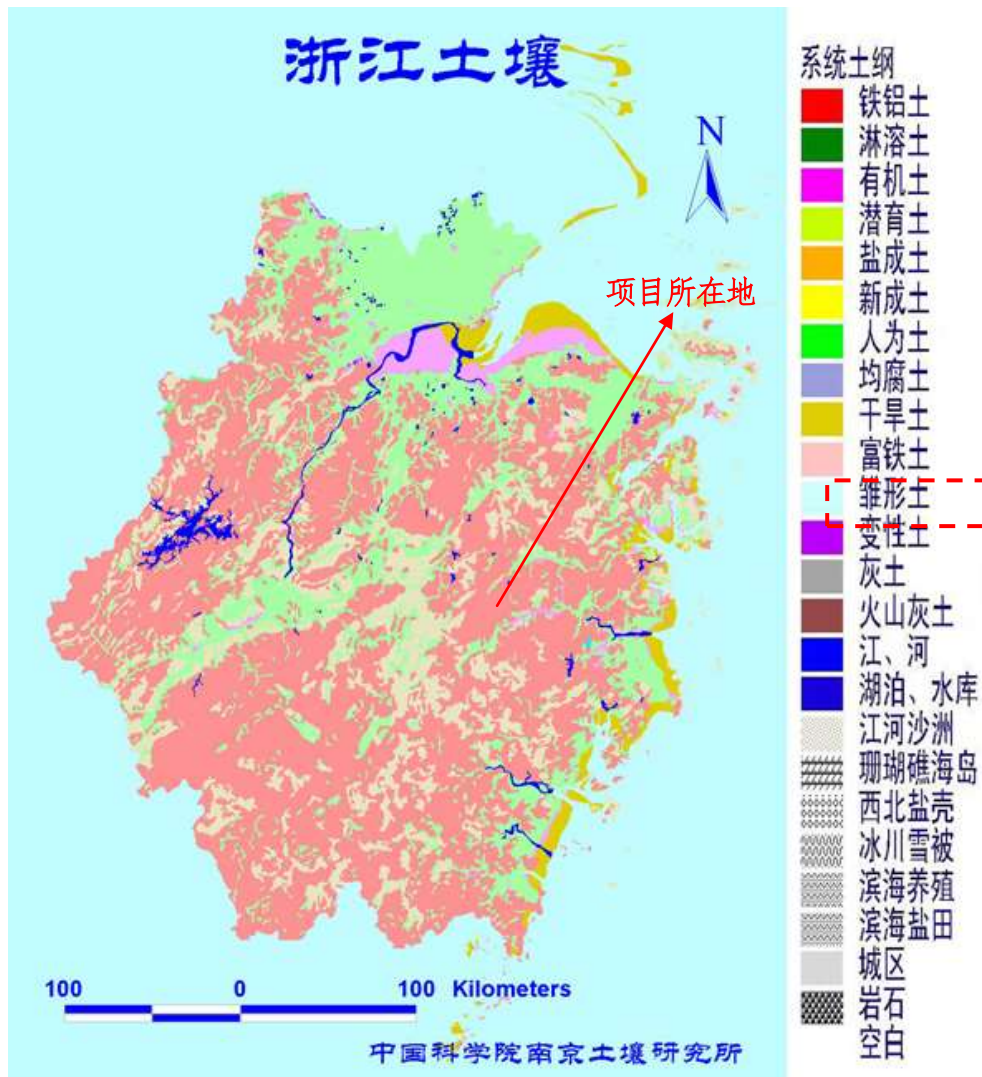 浙江土壤
N
项目所在地
100 0 100 Kilometers
中国科学院南京土壤研究所
系统土纲
铁铝土
淋溶土
有机土
潜育土
盐成土
新成土
人为土
均腐土
干旱土
富铁土
雏形土
变性土
灰土
火山灰土
江、河
湖泊、水库
江河沙洲
珊瑚礁海岛
西北盐壳
冰川雪被
滨海养殖
滨海盐田
城区
岩石
空白